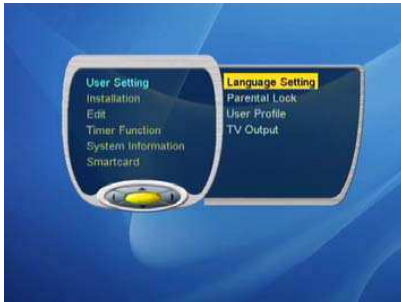 User Setting
Installation
Edit
Timer Function
System Information
Smartcard
Language Setting
Parental Lock
User Profile
TV Output